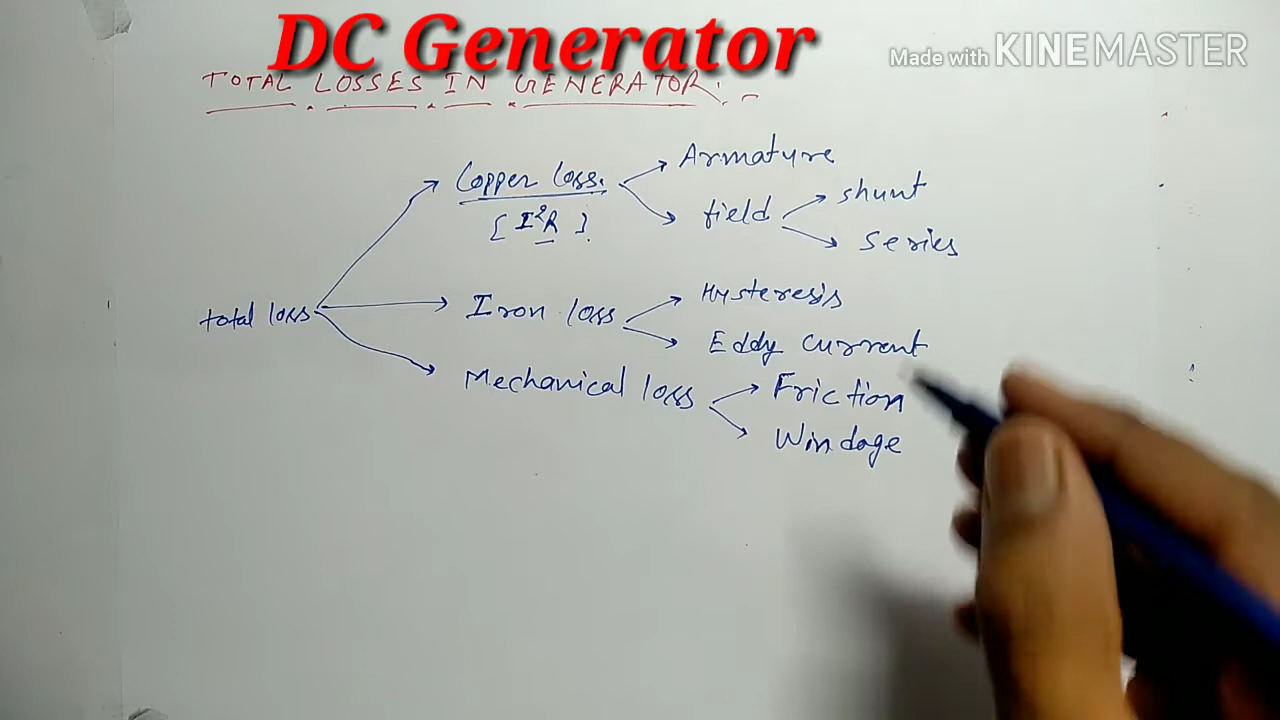 DC Generator
Made with KINEMASTER
TOTAL LOSSES IN GENERATOR:-
Armature
Copper loss.
shunt
[I²R]
field
series
Hysteresis
total loss
Iron loss
Eddy current
Mechanical loss
Friction
Windage